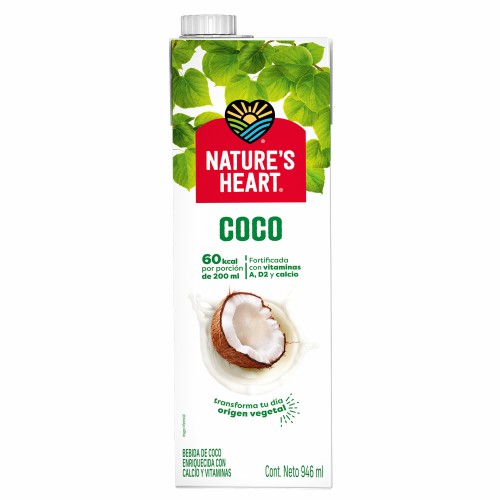 NATURE'S
HEART®
COCO
60 kcal
por porción
de 200 ml
Fortificada
con vitaminas
A, D2 y calcio
transforma tu día
origen vegetal
BEBIDA DE COCO
ENRIQUECIDA CON
CALCIO Y VITAMINAS
Cont. Neto 946 ml